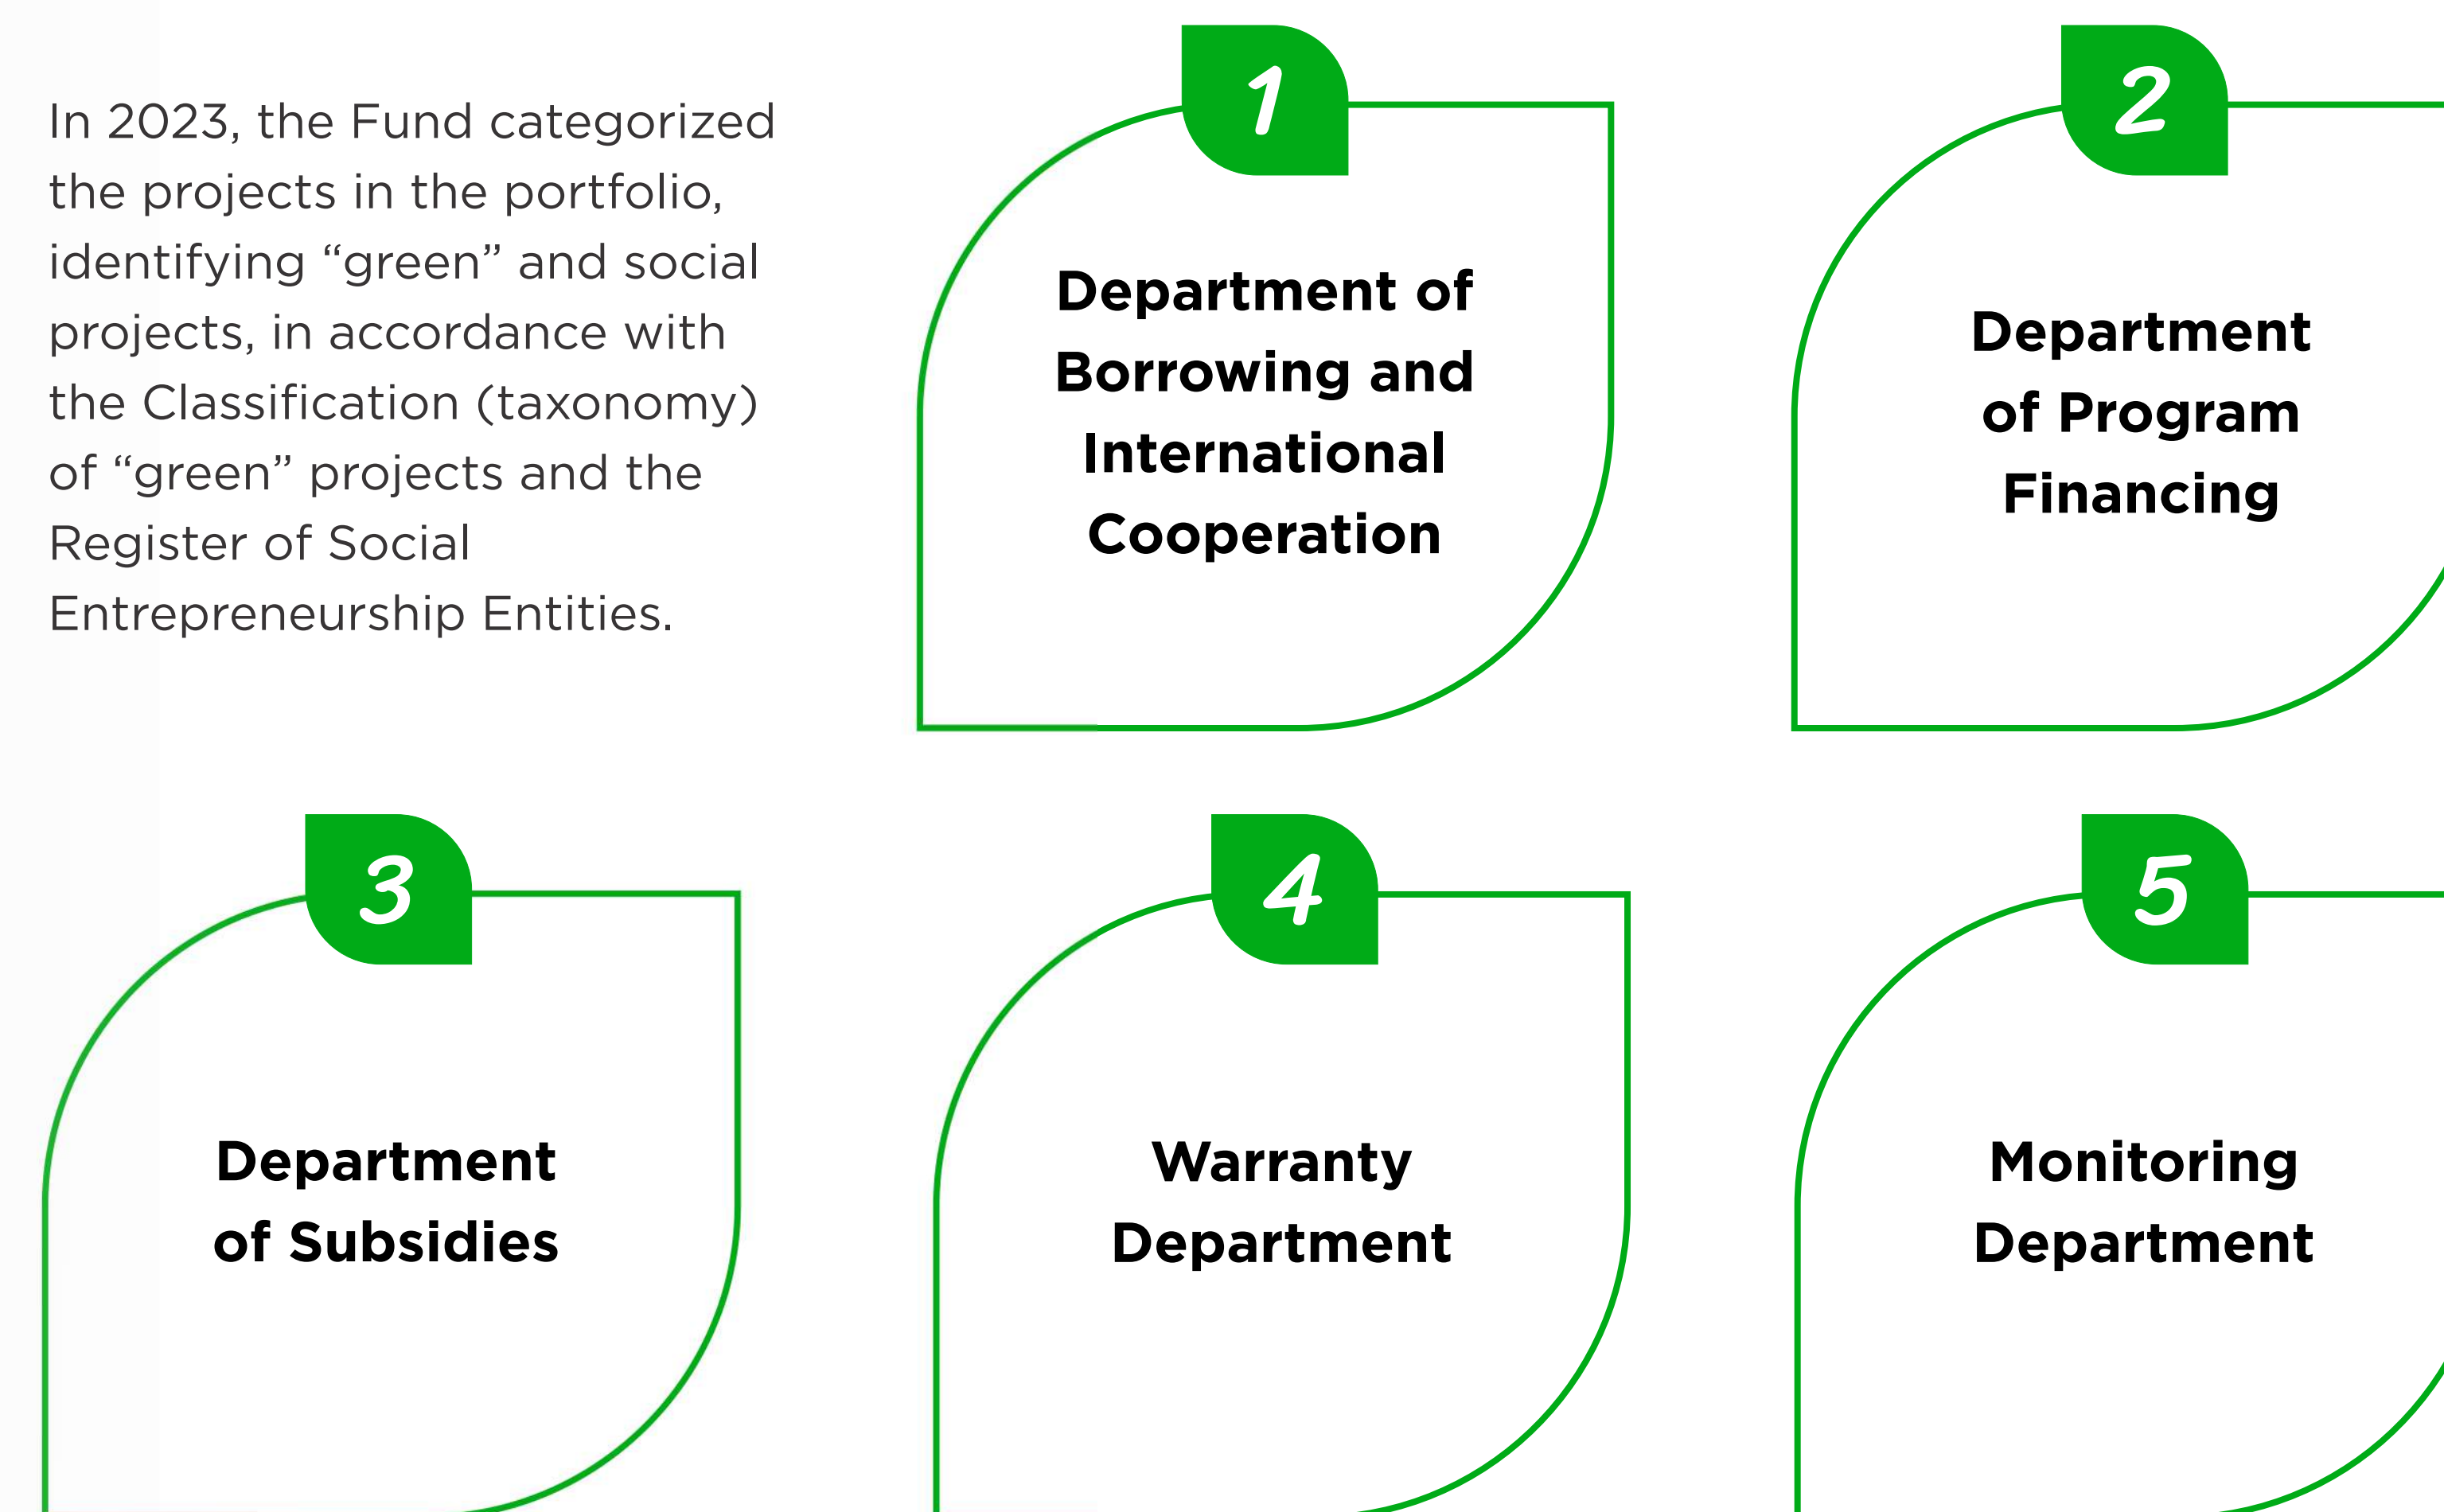 In 2023, the Fund categorized
the projects in the portfolio,
identifying “green” and social
projects, in accordance with
the Classification (taxonomy)
of “green” projects and the
Register of Social
Entrepreneurship Entities.
1
Department of
Borrowing and
International
Cooperation
2
Department
of Program
Financing
3
Department
of Subsidies
4
Warranty
Department
5
Monitoring
Department